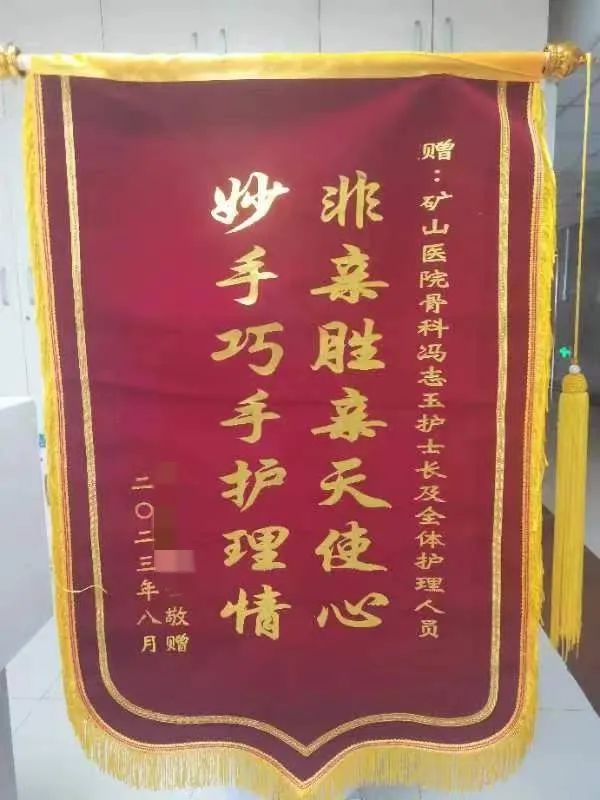 赠：矿山医院骨科冯志玉护士长及全体护理人员
非亲胜亲天使心
妙手巧手护理情
敬赠
二〇二三年八月